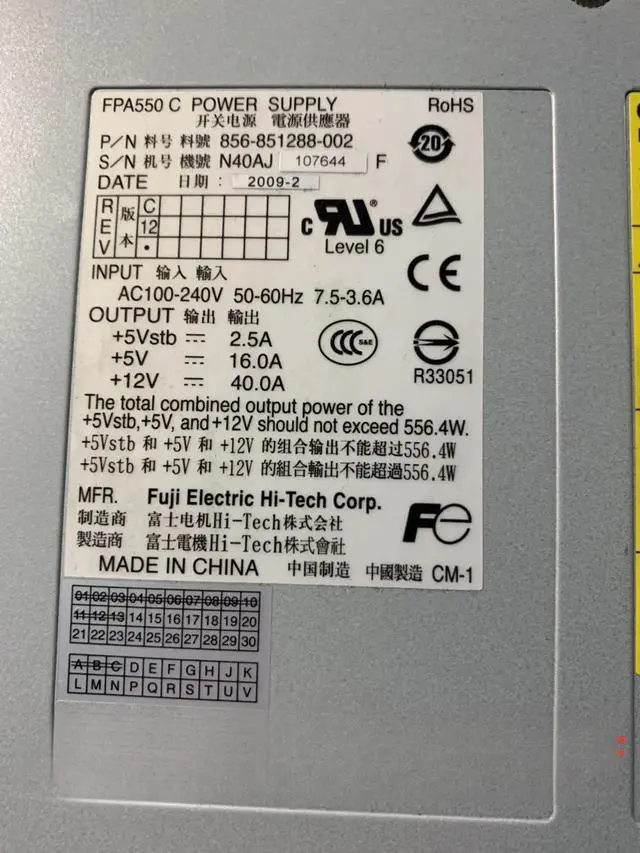 FPA550 C POWER SUPPLY RoHS
开关电源 電源供應器
P/N 料号 料號 856-851288-002
S/N 机号 機號 N40AJ 107644 F
20
DATE 日期: 2009-2
REV 版本 C 12 •
c RU ® US
Level 6
CE
INPUT 输入 輸入
AC100-240V 50-60Hz 7.5-3.6A
OUTPUT 输出 輸出
+5Vstb 2.5A
+5V 16.0A
+12V 40.0A
CCC S&E
R33051
The total combined output power of the
+5Vstb,+5V, and+12V should not exceed 556.4W.
+5Vstb 和 +5V 和 +12V 的组合输出不能超过556.4W
+5Vstb 和 +5V 和 +12V 的組合輸出不能超過556.4W
MFR. Fuji Electric Hi-Tech Corp.
制造商 富士电机Hi-Tech株式会社
製造商 富士電機Hi-Tech株式會社
Fe
MADE IN CHINA 中国制造 中國製造 CM-1
01 02 03 04 05 06 07 08 09 10
11 12 13 14 15 16 17 18 19 20
21 22 23 24 25 26 27 28 29 30
A B C D E F G H J K
L M N P Q R S T U V